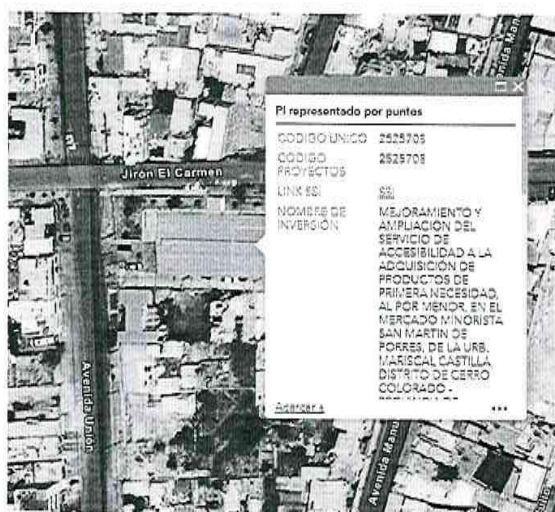 PI representado por puntos
CODIGO UNICO 2525708
CODIGO
PROYECTOS 2525708
LINK SSI SSI
NOMBRE DE
INVERSIÓN
MEJORAMIENTO Y
AMPLIACION DEL
SERVICIO DE
ACCESIBILIDAD A LA
ADQUISICIÓN DE
PRODUCTOS DE
PRIMERA NECESIDAD,
AL POR MENOR, EN EL
MERCADO MINORISTA
SAN MARTIN DE
PORRES, DE LA URB.
MARISCAL CASTILLA
DISTRITO DE CERRO
COLORADO -
Acercar a
Jirón El Carmen
Avenida Unión
Avenida Manu